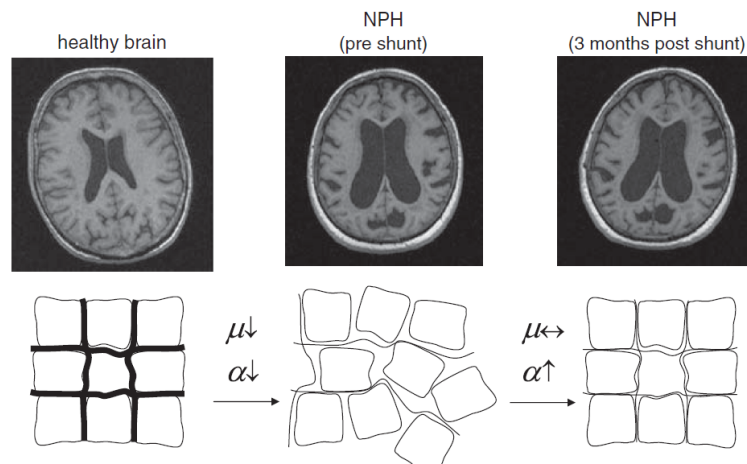 healthy brain
NPH
(pre shunt)
NPH
(3 months post shunt)
μ↓
α↓
μ↔
α↑